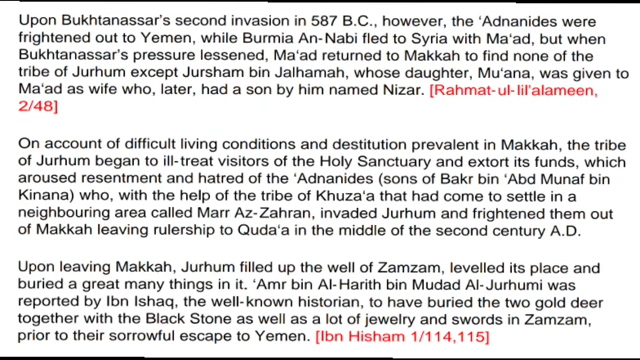 Upon Bukhtanassar's second invasion in 587 B.C., however, the 'Adnanides were
frightened out to Yemen, while Burmia An-Nabi fled to Syria with Ma'ad, but when
Bukhtanassar's pressure lessened, Ma'ad returned to Makkah to find none of the
tribe of Jurhum except Jursham bin Jalhamah, whose daughter, Mu'ana, was given to
Ma'ad as wife who, later, had a son by him named Nizar. [Rahmat-ul-lil'alameen,
2/48]
On account of difficult living conditions and destitution prevalent in Makkah, the tribe
of Jurhum began to ill-treat visitors of the Holy Sanctuary and extort its funds, which
aroused resentment and hatred of the 'Adnanides (sons of Bakr bin 'Abd Munaf bin
Kinana) who, with the help of the tribe of Khuza'a that had come to settle in a
neighbouring area called Marr Az-Zahran, invaded Jurhum and frightened them out
of Makkah leaving rulership to Quda'a in the middle of the second century A.D.
Upon leaving Makkah, Jurhum filled up the well of Zamzam, levelled its place and
buried a great many things in it. 'Amr bin Al-Harith bin Mudad Al-Jurhumi was
reported by Ibn Ishaq, the well-known historian, to have buried the two gold deer
together with the Black Stone as well as a lot of jewelry and swords in Zamzam,
prior to their sorrowful escape to Yemen. [Ibn Hisham 1/114,115]